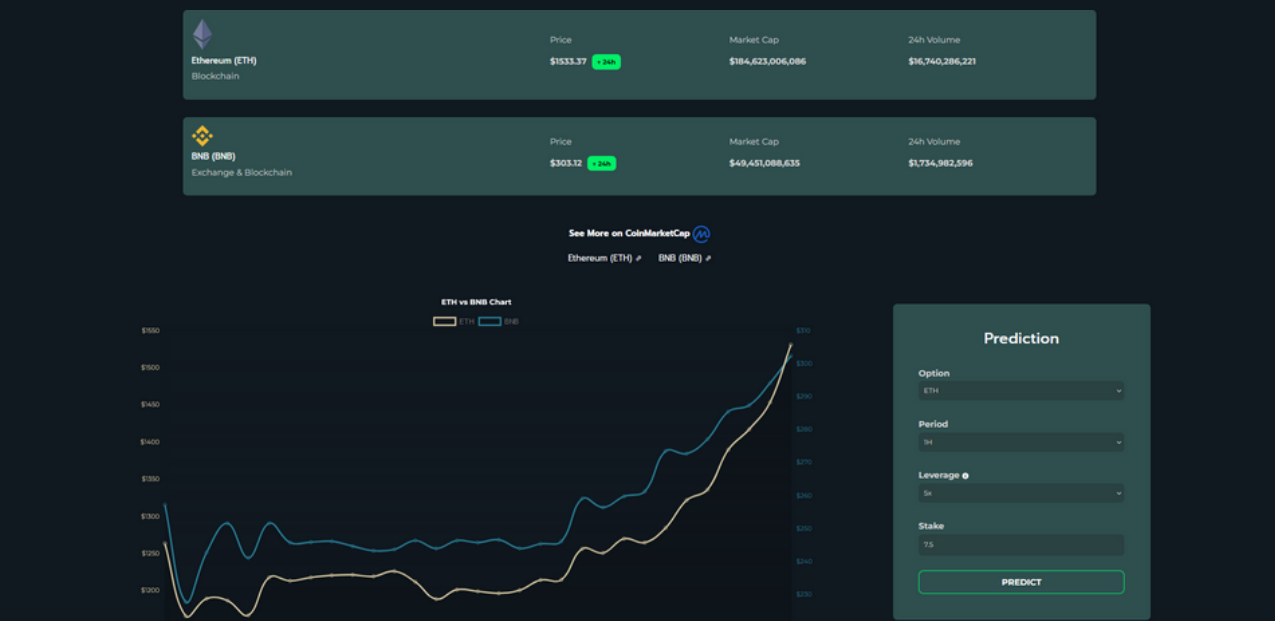 Price
Market Cap
24h Volume
Ethereum (ETH)
$1533.37
+ 24h
$184,623,006,086
$16,740,286,221
Blockchain
Price
Market Cap
24h Volume
BNB (BNB)
$303.12
+ 24h
$49,451,088,635
$1,734,982,596
Exchange & Blockchain
See More on CoinMarketCap
Ethereum (ETH)
BNB (BNB)
ETH vs BNB Chart
ETH
BNB
$1550
$1500
$1450
$1400
$1350
$1300
$1250
$1200
$310
$300
$290
$280
$270
$260
$250
$240
$230
Prediction
Option
ETH
Period
1H
Leverage
5x
Stake
7.5
PREDICT